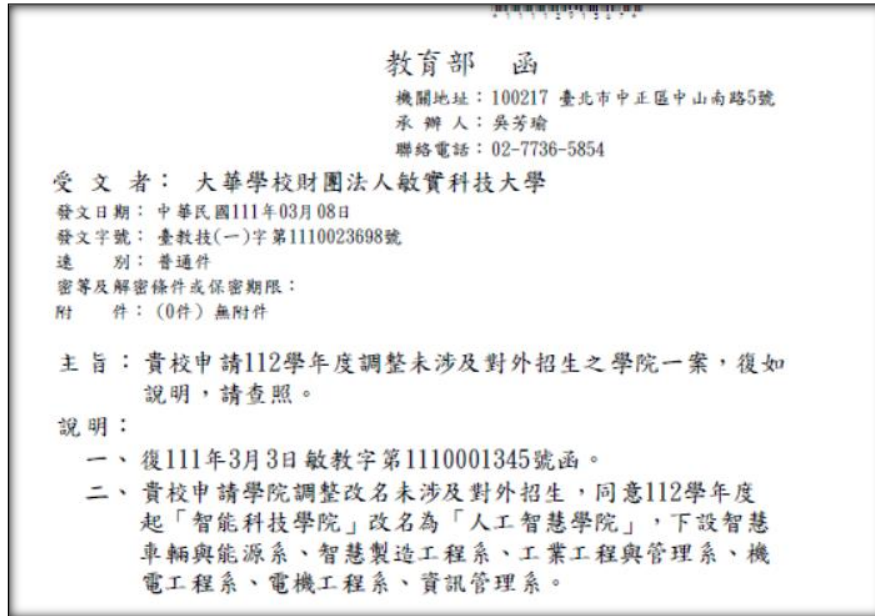 教育部 函
機關地址：100217 臺北市中正區中山南路5號
承 辦 人：吳芳瑜
聯絡電話：02-7736-5854
受 文 者： 大華學校財團法人敏實科技大學
發文日期：中華民國111年03月08日
發文字號：臺教技(一)字第1110023698號
速　　別：普通件
密等及解密條件或保密期限：
附　　件：(0件) 無附件
主 旨：貴校申請112學年度調整未涉及對外招生之學院一案，復如
說明，請查照。
說明：
一、復111年3月3日敏教字第1110001345號函。
二、貴校申請學院調整改名未涉及對外招生，同意112學年度
起「智能科技學院」改名為「人工智慧學院」，下設智慧
車輛與能源系、智慧製造工程系、工業工程與管理系、機
電工程系、電機工程系、資訊管理系。